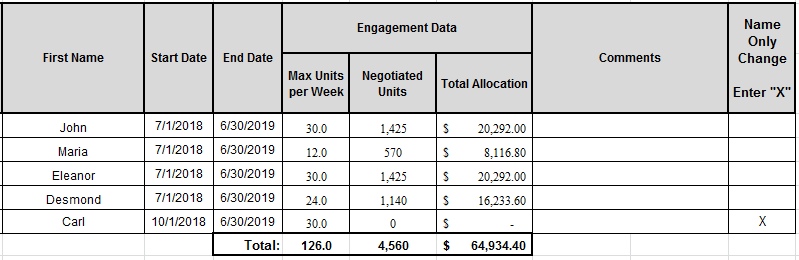 Engagement Data
Name
Only
Change
Enter "X"
First Name Start Date End Date Comments
Max Units
per Week
Negotiated
Units
Total Allocation
John 7/1/2018 6/30/2019 30.0 1,425 $ 20,292.00
Maria 7/1/2018 6/30/2019 12.0 570 $ 8,116.80
Eleanor 7/1/2018 6/30/2019 30.0 1,425 $ 20,292.00
Desmond 7/1/2018 6/30/2019 24.0 1,140 $ 16,233.60
Carl 10/1/2018 6/30/2019 30.0 0 $ - X
Total: 126.0 4,560 $ 64,934.40